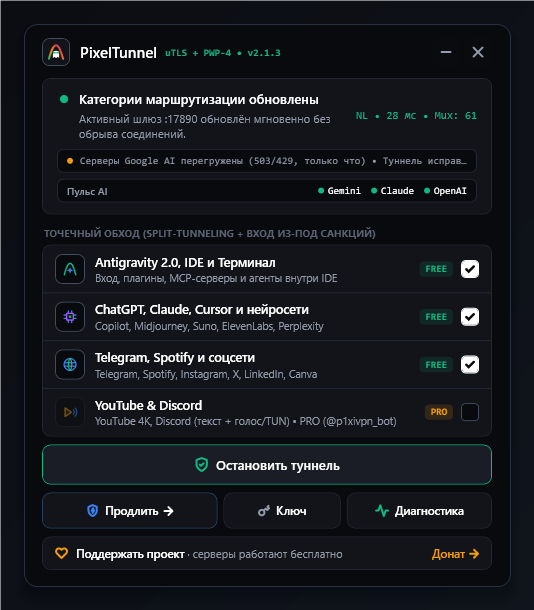 PixelTunnel uTLS + PWP-4 • v2.1.3
Категории маршрутизации обновлены
Активный шлюз :17890 обновлён мгновенно без
обрыва соединений.
NL • 28 мс • Mux: 61
Серверы Google AI перегружены (503/429, только что) • Туннель исправ…
Пульс AI
Gemini
Claude
OpenAI
ТОЧЕЧНЫЙ ОБХОД (SPLIT-TUNNELING + ВХОД ИЗ-ПОД САНКЦИЙ)
Antigravity 2.0, IDE и Терминал
Вход, плагины, MCP-серверы и агенты внутри IDE
FREE
ChatGPT, Claude, Cursor и нейросети
Copilot, Midjourney, Suno, ElevenLabs, Perplexity
FREE
Telegram, Spotify и соцсети
Telegram, Spotify, Instagram, X, LinkedIn, Canva
FREE
YouTube & Discord
YouTube 4K, Discord (текст + голос/TUN) • PRO (@p1xivpn_bot)
PRO
Остановить туннель
Продлить →
Ключ
Диагностика
Поддержать проект · серверы работают бесплатно
Донат →